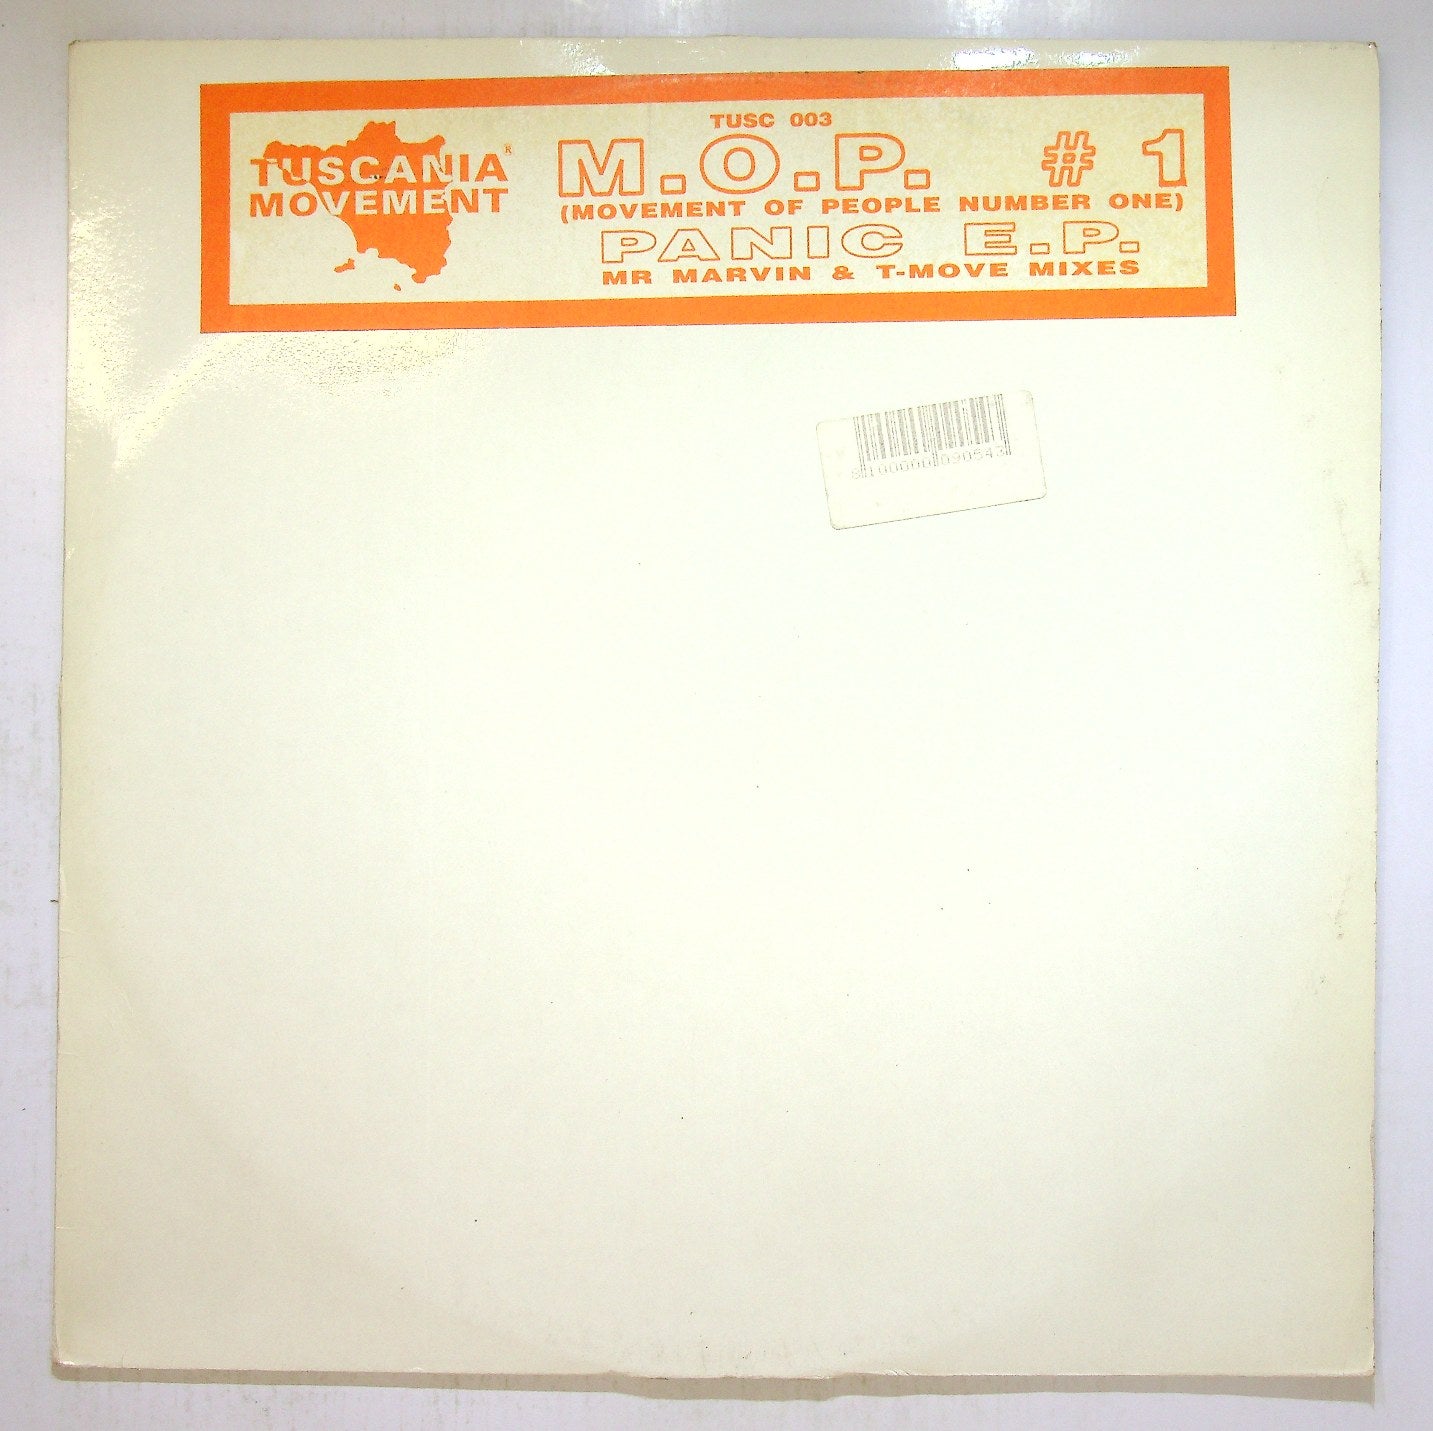 TUSCANIA®
MOVEMENT
TUSC 003
M.O.P. # 1
(MOVEMENT OF PEOPLE NUMBER ONE)
PANIC E.P.
MR MARVIN & T-MOVE MIXES